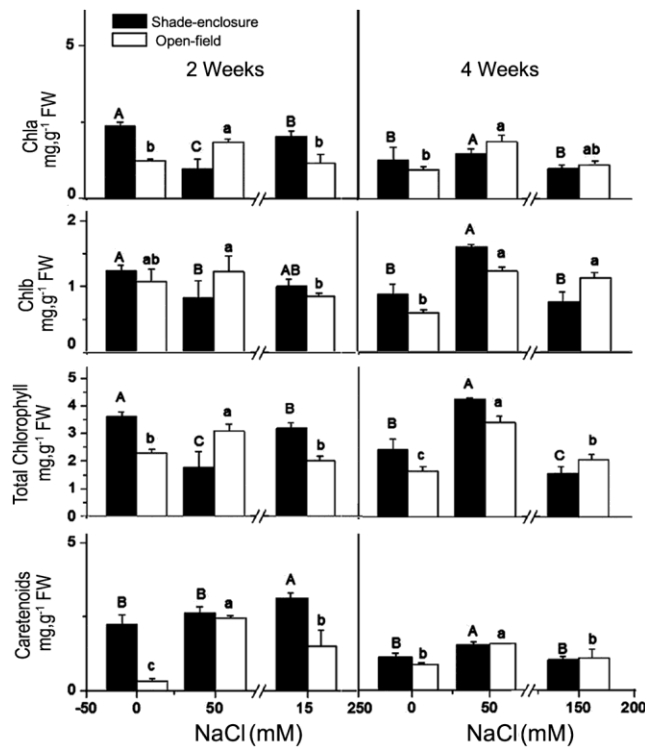 Shade-enclosure
Open-field
2 Weeks
4 Weeks
Chla
mg,g⁻¹ FW
5
0
A
b
C
a
B
b
B
b
A
a
B
ab
Chlb
mg,g⁻¹ FW
2
1
0
A
ab
B
a
AB
b
B
b
A
a
B
a
Total Chlorophyll
mg,g⁻¹ FW
5
4
3
2
1
0
A
b
C
a
B
b
B
c
A
a
C
b
Caretenoids
mg,g⁻¹ FW
5
0
B
c
B
a
A
b
B
b
A
a
B
b
-50 0 50 15 250 0 50 150 200
NaCl (mM) NaCl (mM)